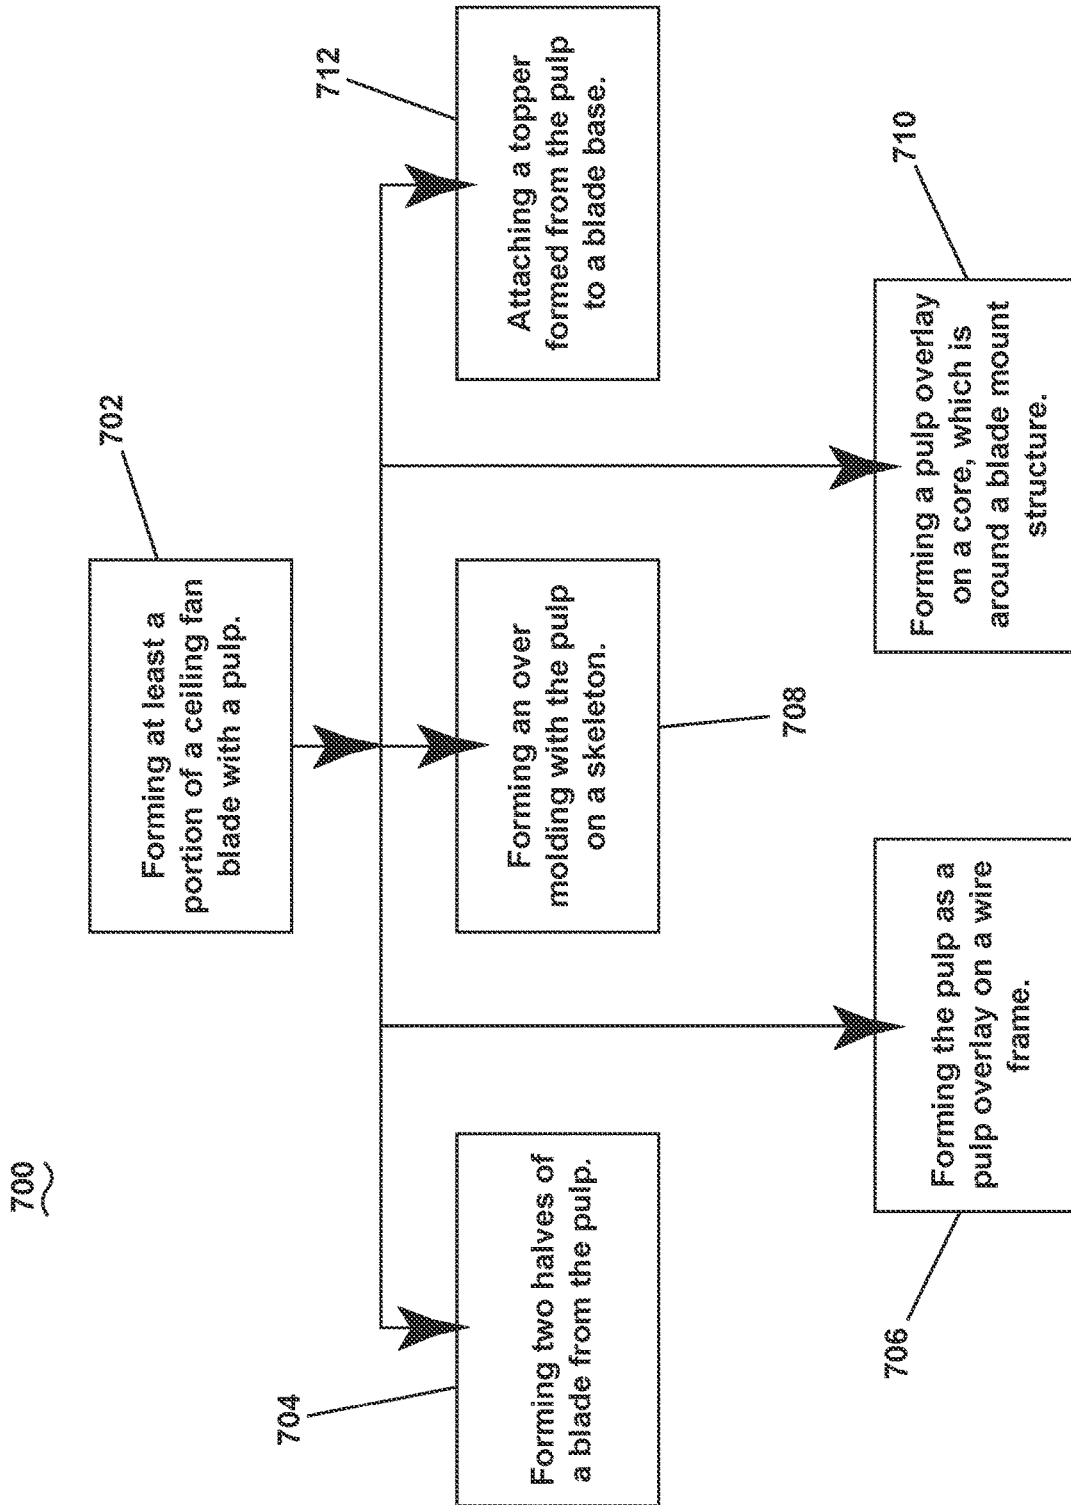 700
702
Forming at least a
portion of a ceiling fan
blade with a pulp.
704
Forming two halves of
a blade from the pulp.
708
Forming an over
molding with the pulp
on a skeleton.
712
Attaching a topper
formed from the pulp
to a blade base.
706
Forming the pulp as a
pulp overlay on a wire
frame.
710
Forming a pulp overlay
on a core, which is
around a blade mount
structure.